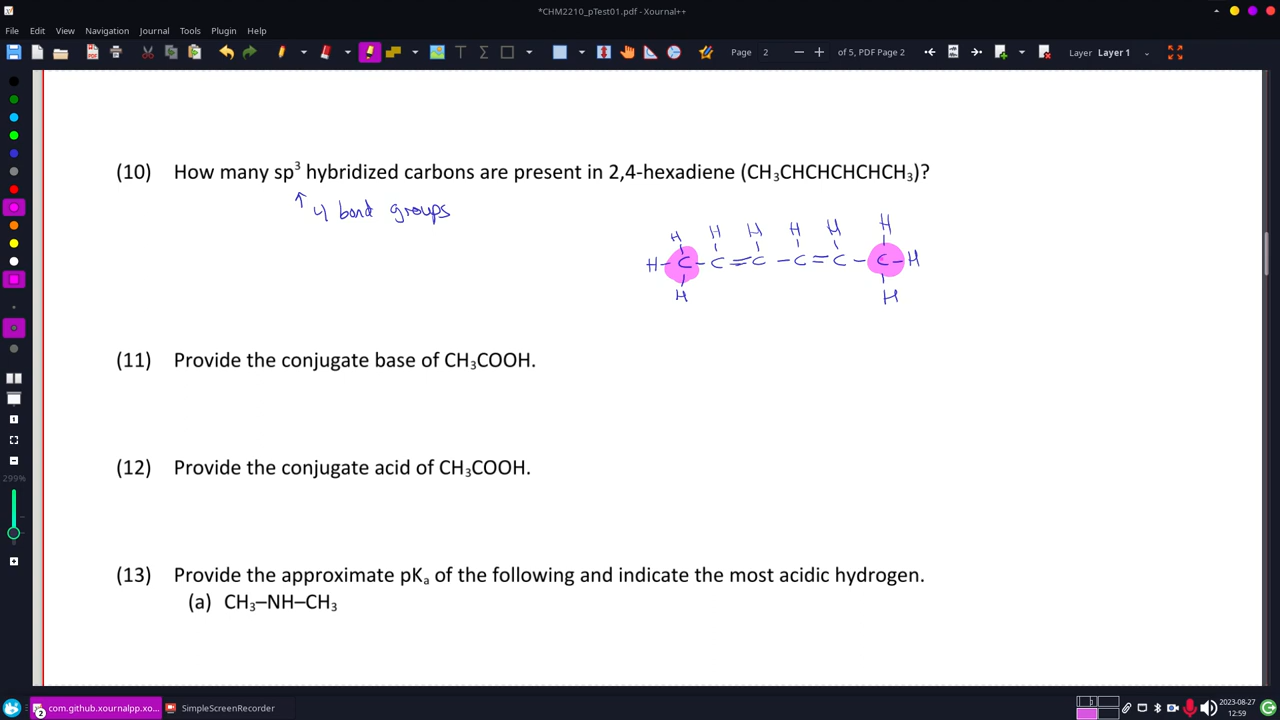 *CHM2210_pTest01.pdf - Xournal++
File Edit View Navigation Journal Tools Plugin Help
Page 2 of 5, PDF Page 2 Layer Layer 1
(10) How many sp³ hybridized carbons are present in 2,4-hexadiene (CH₃CHCHCHCHCH₃)?
↑ 4 bond groups
H H H H H H
H-C-C=C-C=C-C-H
H H
(11) Provide the conjugate base of CH₃COOH.
(12) Provide the conjugate acid of CH₃COOH.
299%
(13) Provide the approximate pKₐ of the following and indicate the most acidic hydrogen.
(a) CH₃–NH–CH₃
com.github.xournalpp.xo... SimpleScreenRecorder
2
2023-08-27
12:59